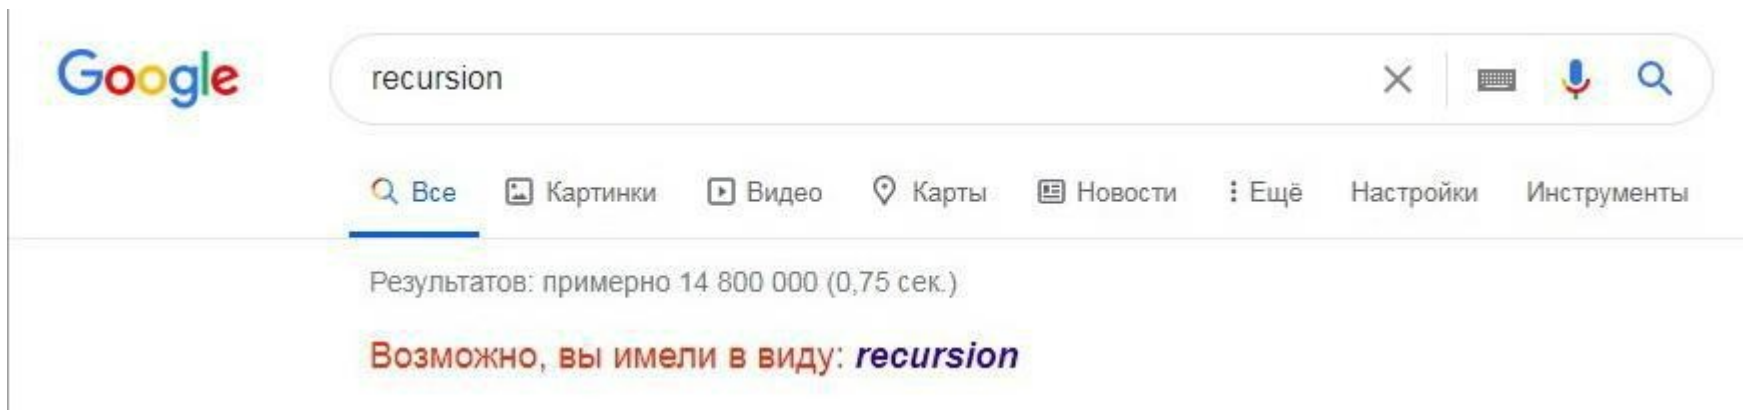 Google
recursion
Все Картинки Видео Карты Новости Ещё Настройки Инструменты
Результатов: примерно 14 800 000 (0,75 сек.)
Возможно, вы имели в виду: recursion